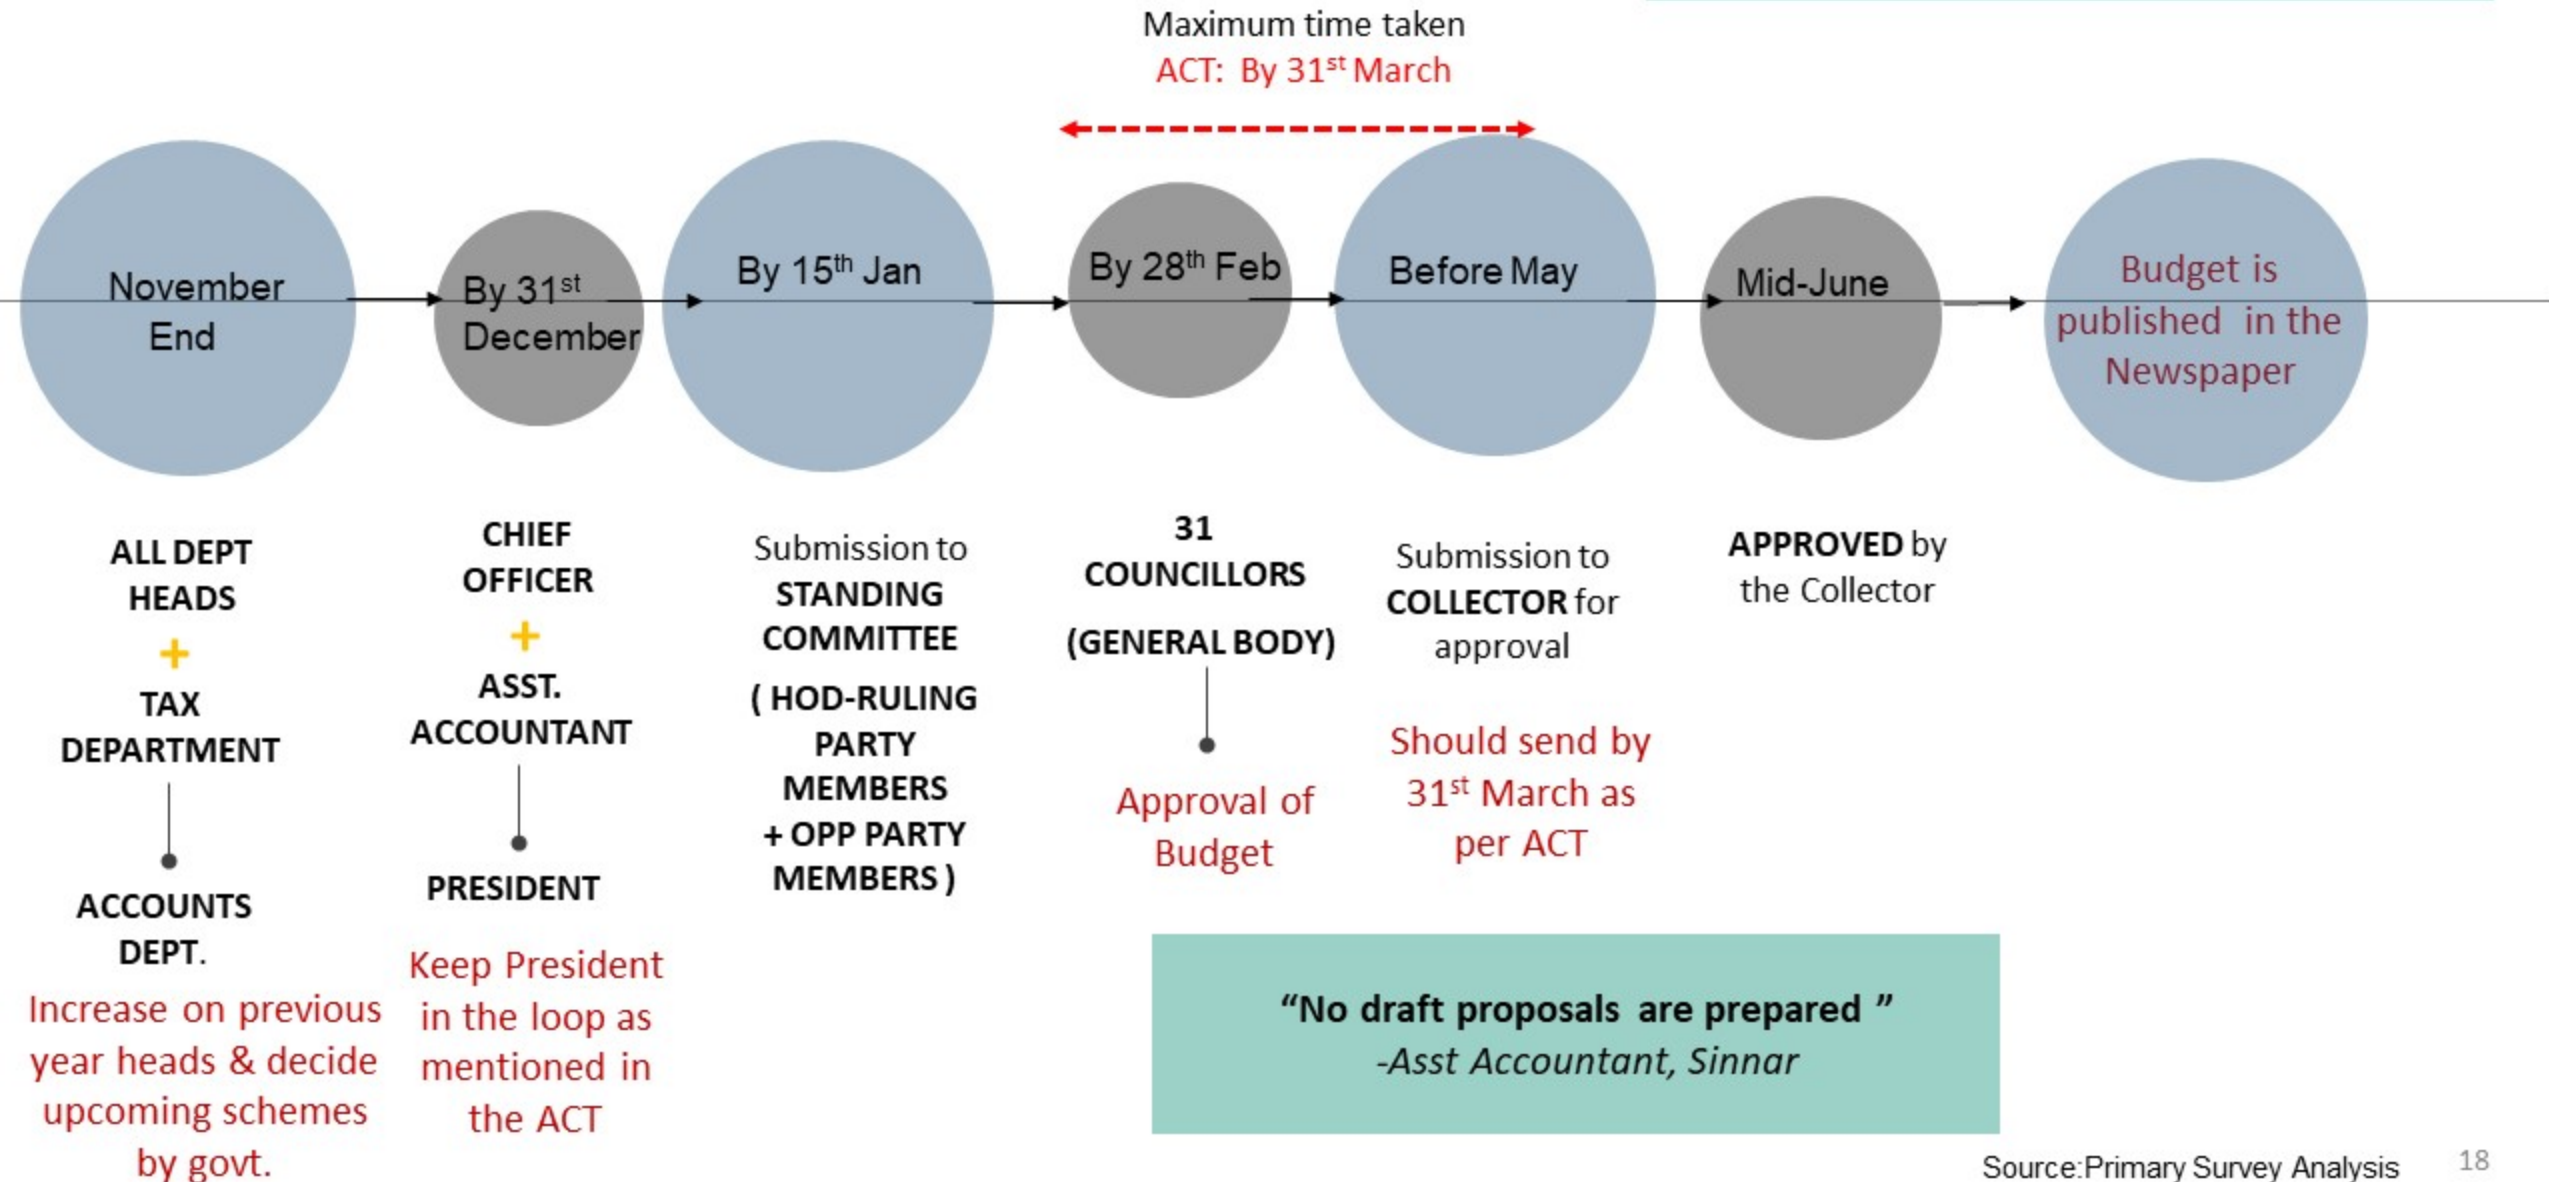 Maximum time taken
ACT: By 31st March
November
End
By 31st
December
By 15th Jan
By 28th Feb
Before May
Mid-June
Budget is
published in the
Newspaper
ALL DEPT
HEADS
+
TAX
DEPARTMENT
ACCOUNTS
DEPT.
Increase on previous
year heads & decide
upcoming schemes
by govt.
CHIEF
OFFICER
+
ASST.
ACCOUNTANT
PRESIDENT
Keep President
in the loop as
mentioned in
the ACT
Submission to
STANDING
COMMITTEE
( HOD-RULING
PARTY
MEMBERS
+ OPP PARTY
MEMBERS )
31
COUNCILLORS
(GENERAL BODY)
Approval of
Budget
Submission to
COLLECTOR for
approval
Should send by
31st March as
per ACT
APPROVED by
the Collector
“No draft proposals are prepared ”
-Asst Accountant, Sinnar
Source:Primary Survey Analysis
18